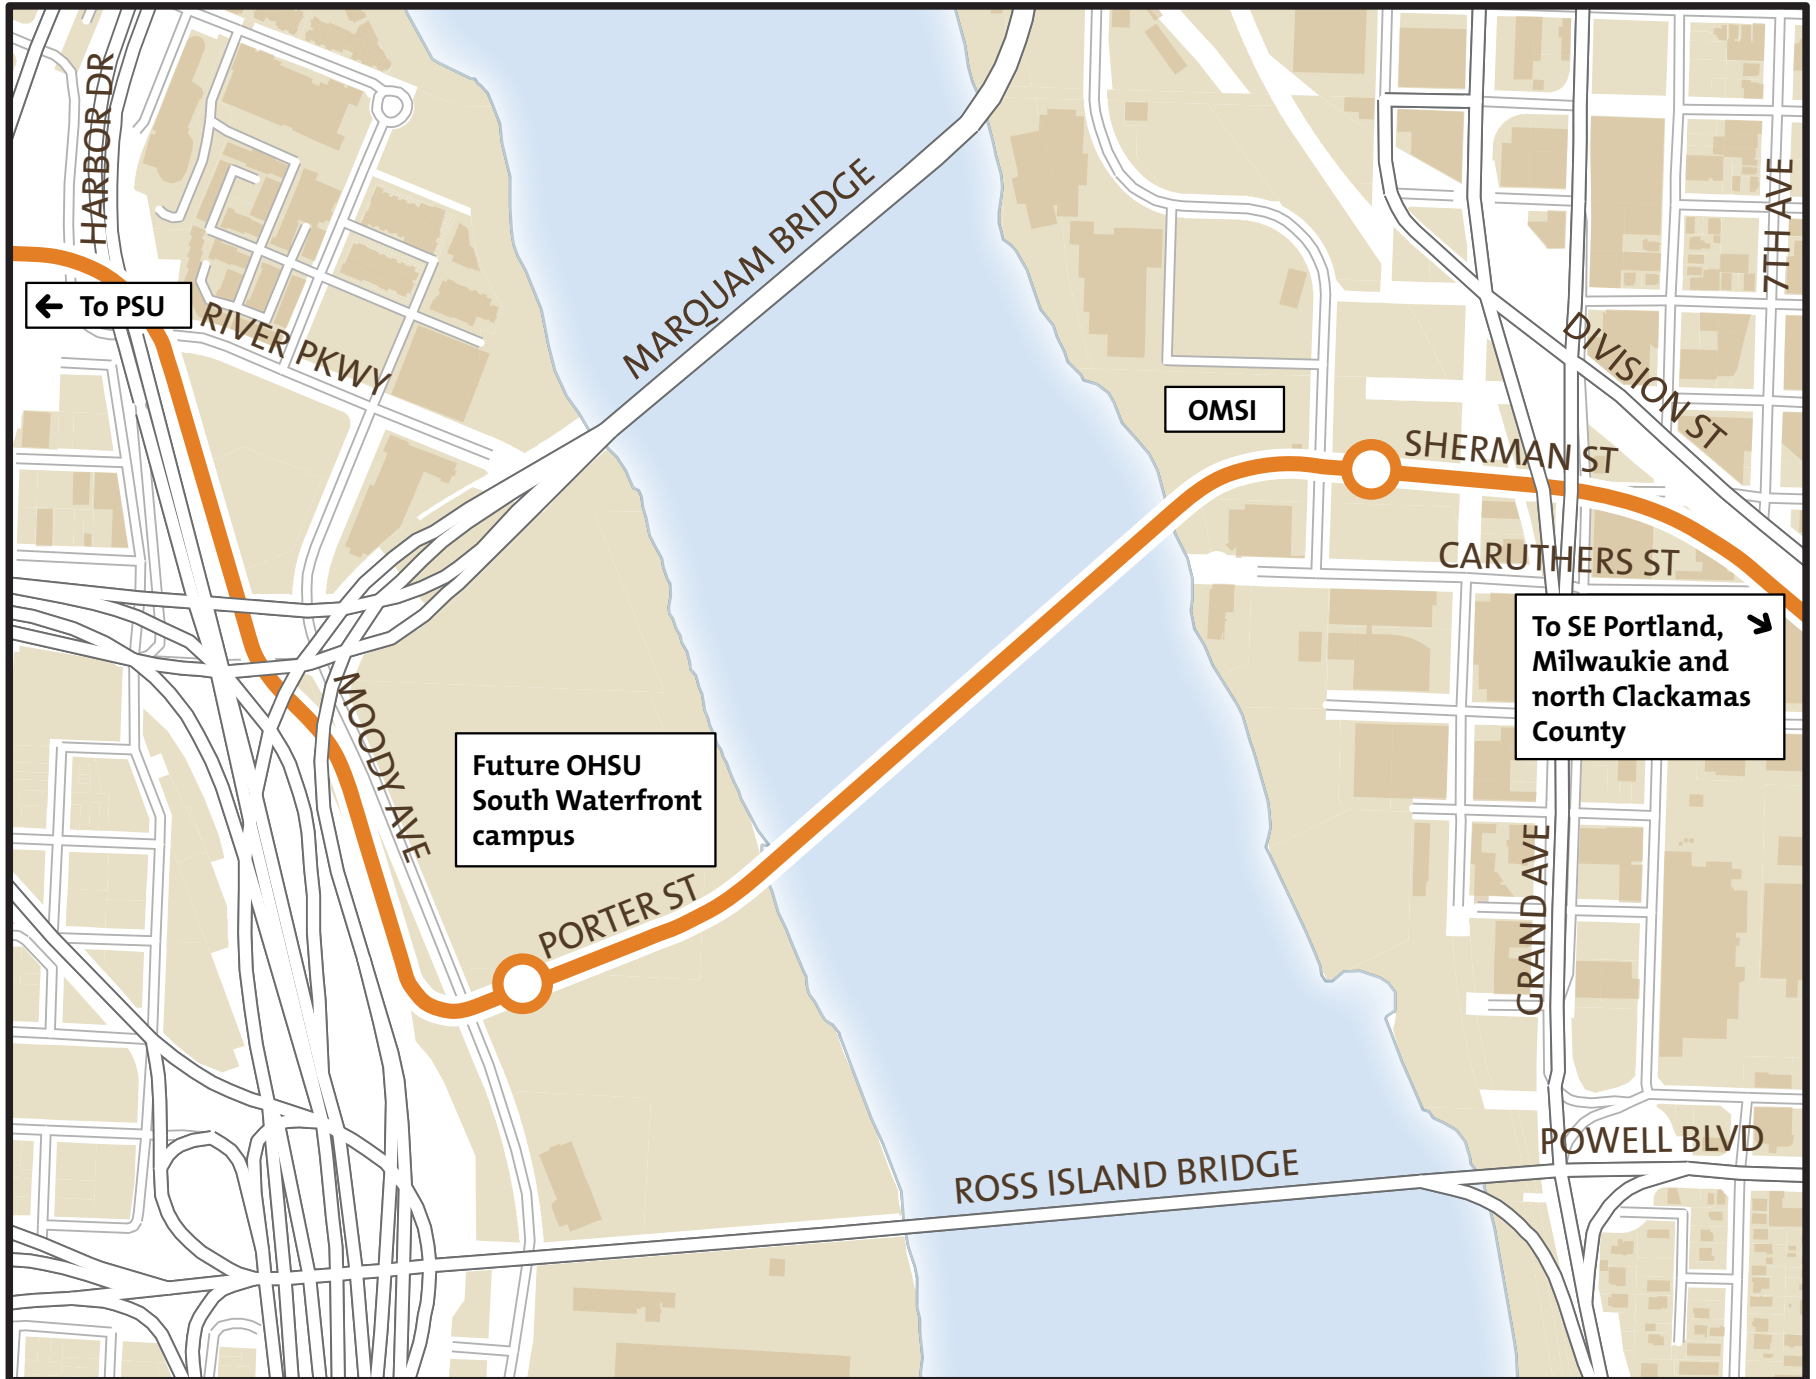 HARBOR DR
7TH AVE
MARQUAM BRIDGE
← To PSU
RIVER PKWY
DIVISION ST
OMSI
SHERMAN ST
CARUTHERS ST
To SE Portland,
Milwaukie and
north Clackamas
County
MOODY AVE
Future OHSU
South Waterfront
campus
PORTER ST
GRAND AVE
POWELL BLVD
ROSS ISLAND BRIDGE